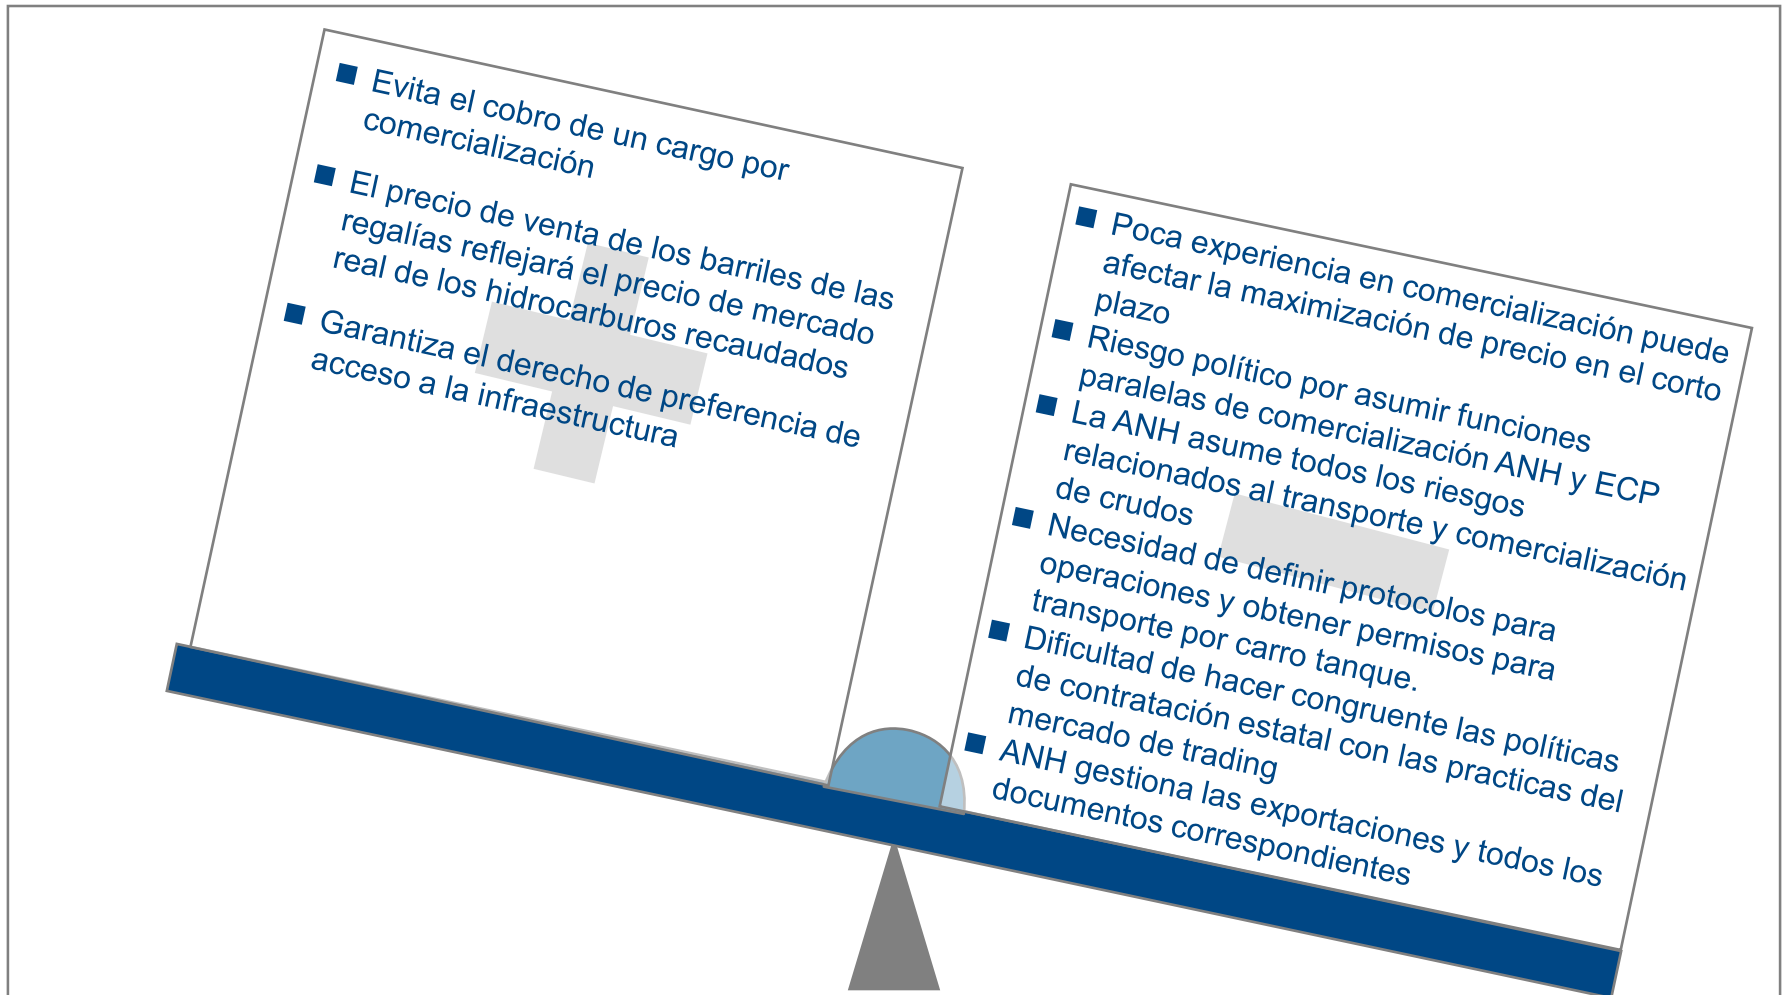 ■ Evita el cobro de un cargo por
comercialización
■ El precio de venta de los barriles de las
regalías reflejará el precio de mercado
real de los hidrocarburos recaudados
■ Garantiza el derecho de preferencia de
acceso a la infraestructura
■ Poca experiencia en comercialización puede
afectar la maximización de precio en el corto
plazo
■ Riesgo político por asumir funciones
paralelas de comercialización ANH y ECP
■ La ANH asume todos los riesgos
relacionados al transporte y comercialización
de crudos
■ Necesidad de definir protocolos para
operaciones y obtener permisos para
transporte por carro tanque.
■ Dificultad de hacer congruente las políticas
de contratación estatal con las practicas del
mercado de trading
■ ANH gestiona las exportaciones y todos los
documentos correspondientes